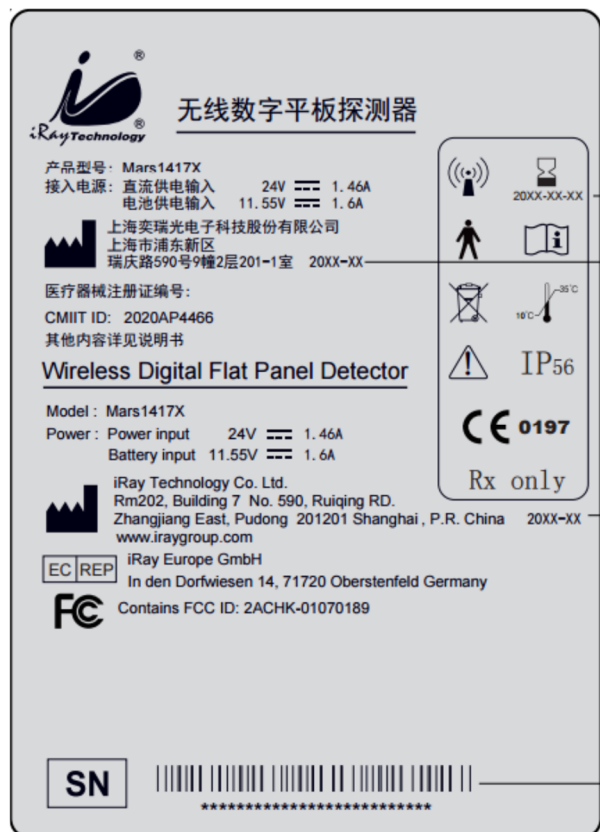 ®
iRay Technology®
无线数字平板探测器
产品型号: Mars1417X
接入电源: 直流供电输入 24V 1.46A
电池供电输入 11.55V 1.6A
上海奕瑞光电子科技股份有限公司
上海市浦东新区
瑞庆路590号9幢2层201-1室 20XX-XX
医疗器械注册证编号:
CMIIT ID: 2020AP4466
其他内容详见说明书
Wireless Digital Flat Panel Detector
Model : Mars1417X
Power : Power input 24V 1.46A
Battery input 11.55V 1.6A
iRay Technology Co. Ltd.
Rm202, Building 7 No. 590, Ruiqing RD.
Zhangjiang East, Pudong 201201 Shanghai , P.R. China 20XX-XX
www.iraygroup.com
EC REP
iRay Europe GmbH
In den Dorfwiesen 14, 71720 Oberstenfeld Germany
FC Contains FCC ID: 2ACHK-01070189
20XX-XX-XX
i
35°C
10°C
IP56
CE 0197
Rx only
SN
**************************